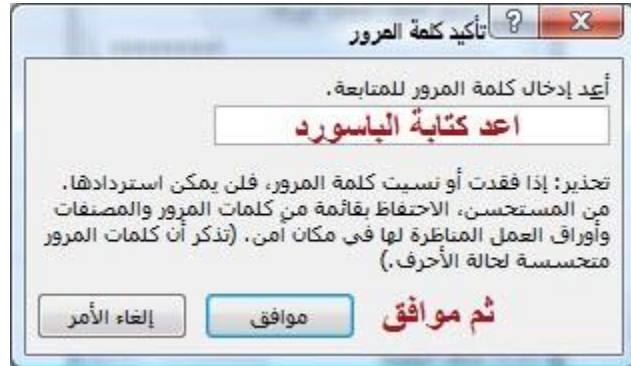 تأكيد كلمة المرور
أعد إدخال كلمة المرور للمتابعة.
اعد كتابة الباسورد
تحذير: إذا فقدت أو نسيت كلمة المرور، فلن يمكن استردادها.
من المستحسن، الاحتفاظ بقائمة من كلمات المرور والمصنفات
وأوراق العمل المناظرة لها في مكان آمن. (تذكر أن كلمات المرور
متحسسة لحالة الأحرف.)
ثم موافق
موافق
إلغاء الأمر